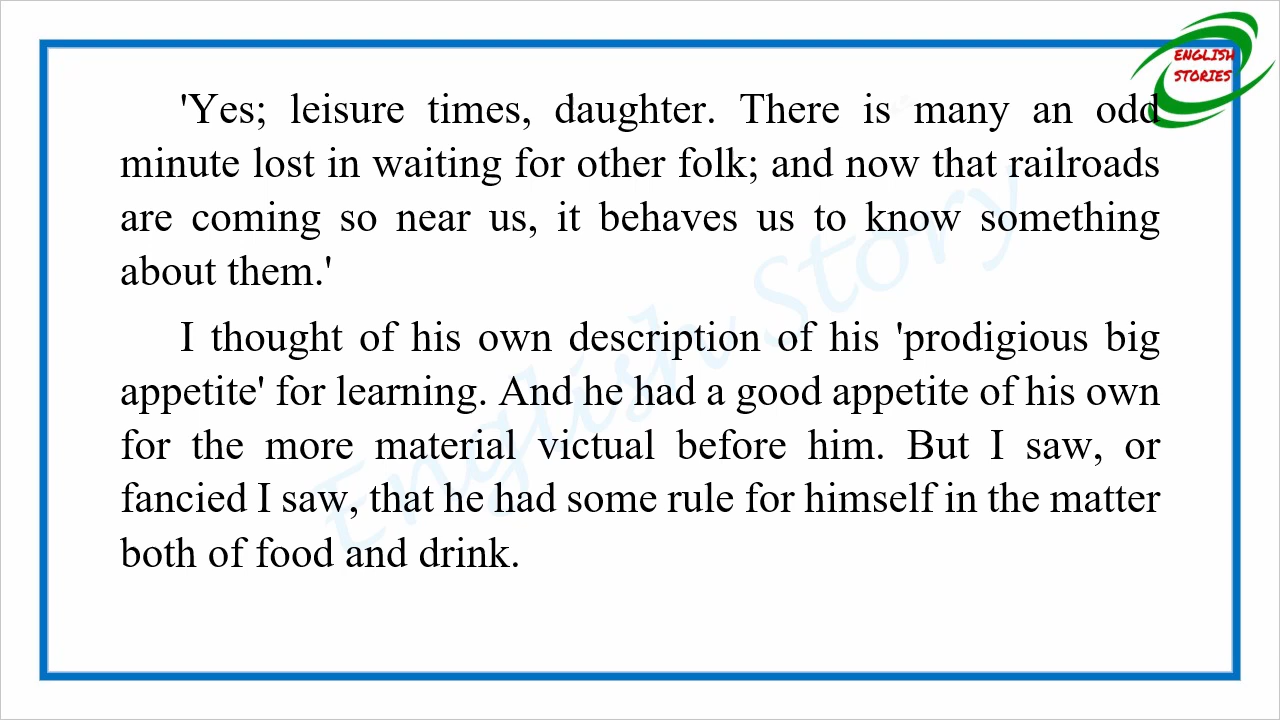 ENGLISH
STORIES
'Yes; leisure times, daughter. There is many an odd
minute lost in waiting for other folk; and now that railroads
are coming so near us, it behaves us to know something
about them.'
I thought of his own description of his 'prodigious big
appetite' for learning. And he had a good appetite of his own
for the more material victual before him. But I saw, or
fancied I saw, that he had some rule for himself in the matter
both of food and drink.
English Story